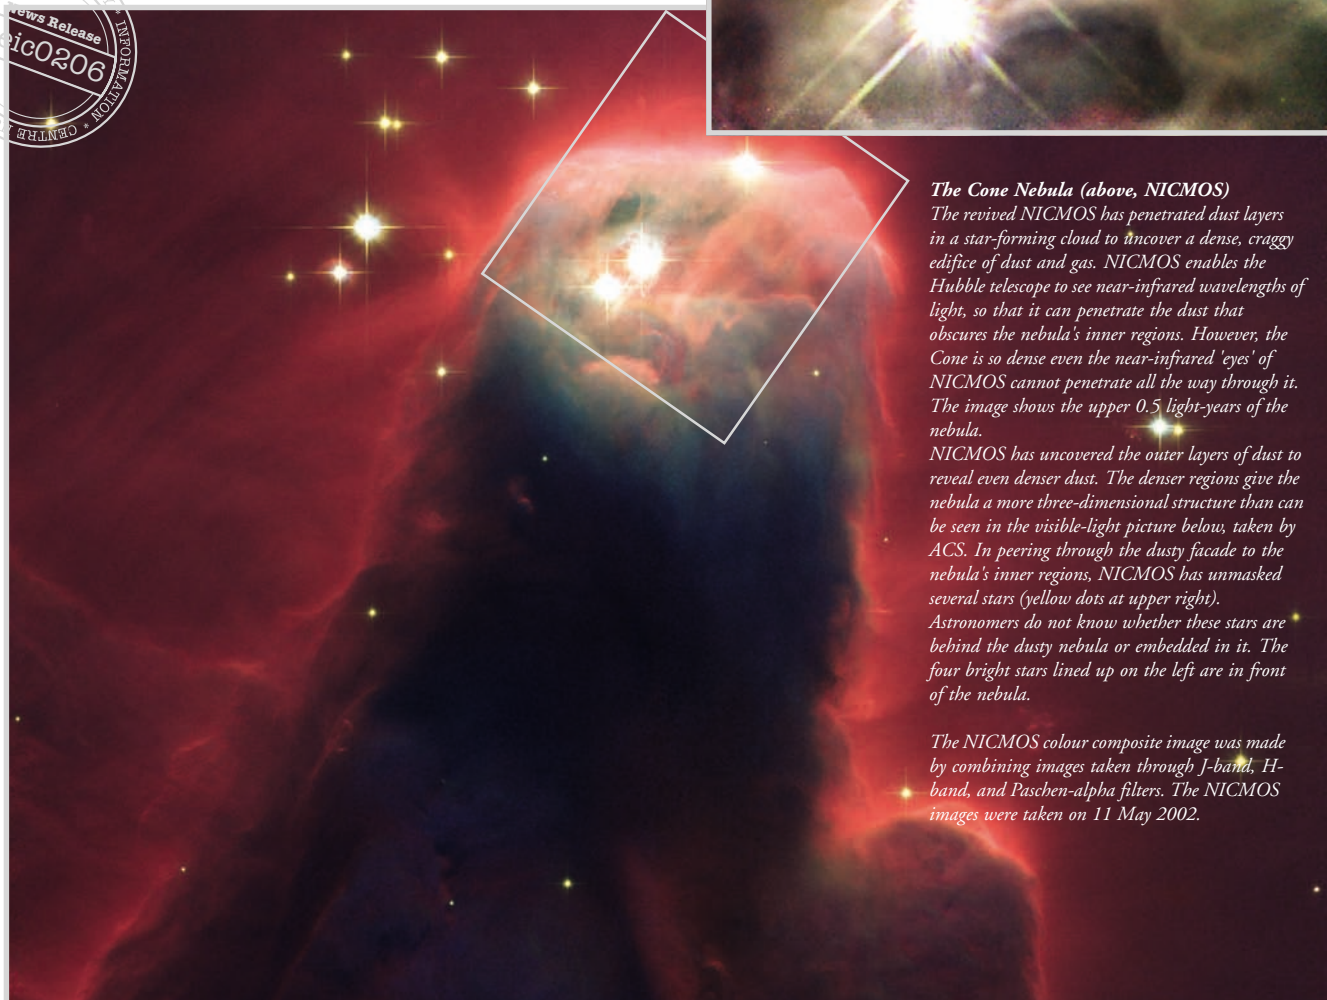 News Release
eic0206
* INFORMATION
CENTRE *
The Cone Nebula (above, NICMOS)
The revived NICMOS has penetrated dust layers
in a star-forming cloud to uncover a dense, craggy
edifice of dust and gas. NICMOS enables the
Hubble telescope to see near-infrared wavelengths of
light, so that it can penetrate the dust that
obscures the nebula's inner regions. However, the
Cone is so dense even the near-infrared 'eyes' of
NICMOS cannot penetrate all the way through it.
The image shows the upper 0.5 light-years of the
nebula.
NICMOS has uncovered the outer layers of dust to
reveal even denser dust. The denser regions give the
nebula a more three-dimensional structure than can
be seen in the visible-light picture below, taken by
ACS. In peering through the dusty facade to the
nebula's inner regions, NICMOS has unmasked
several stars (yellow dots at upper right).
Astronomers do not know whether these stars are
behind the dusty nebula or embedded in it. The
four bright stars lined up on the left are in front
of the nebula.
The NICMOS colour composite image was made
by combining images taken through J-band, H-
band, and Paschen-alpha filters. The NICMOS
images were taken on 11 May 2002.